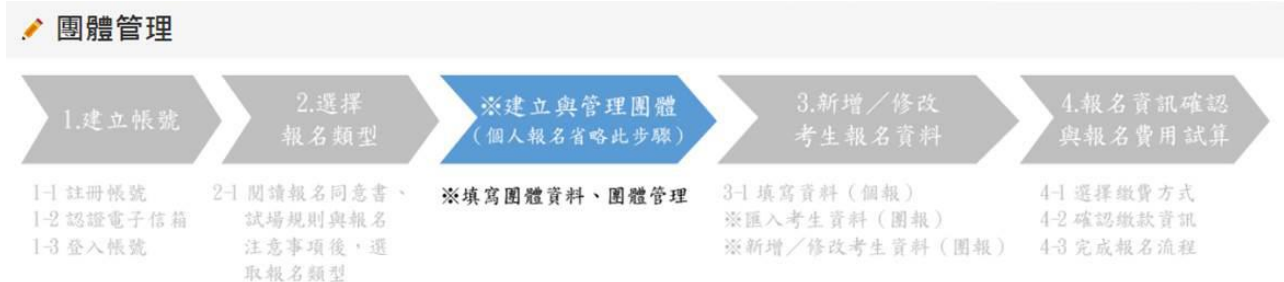 團體管理
1.建立帳號
2.選擇
報名類型
※建立與管理團體
(個人報名省略此步驟)
3.新增／修改
考生報名資料
4.報名資訊確認
與報名費用試算
1-1 註冊帳號
1-2 認證電子信箱
1-3 登入帳號
2-1 閱讀報名同意書、
試場規則與報名
注意事項後，選
取報名類型
※填寫團體資料、團體管理
3-1 填寫資料（個報）
※匯入考生資料（團報）
※新增／修改考生資料（團報）
4-1 選擇繳費方式
4-2 確認繳款資訊
4-3 完成報名流程